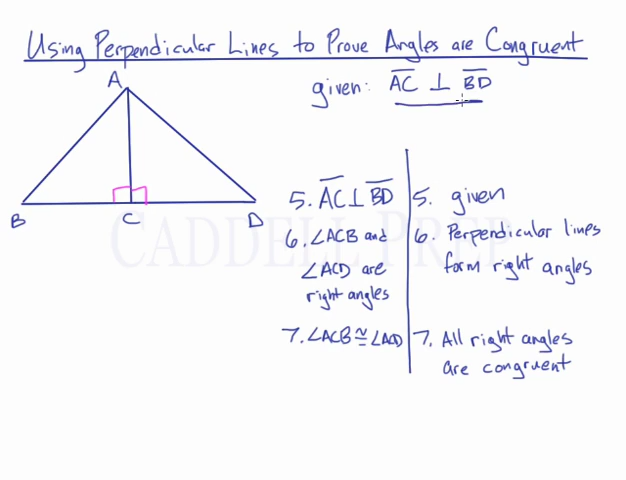 Using Perpendicular Lines to Prove Angles are Congruent
given: AC ⊥ BD
A
B
C
D
CADDELL PREP
5. AC ⊥ BD
5. given
6. ∠ACB and
∠ACD are
right angles
6. Perpendicular lines
form right angles
7. ∠ACB ≅ ∠ACD
7. All right angles
are congruent